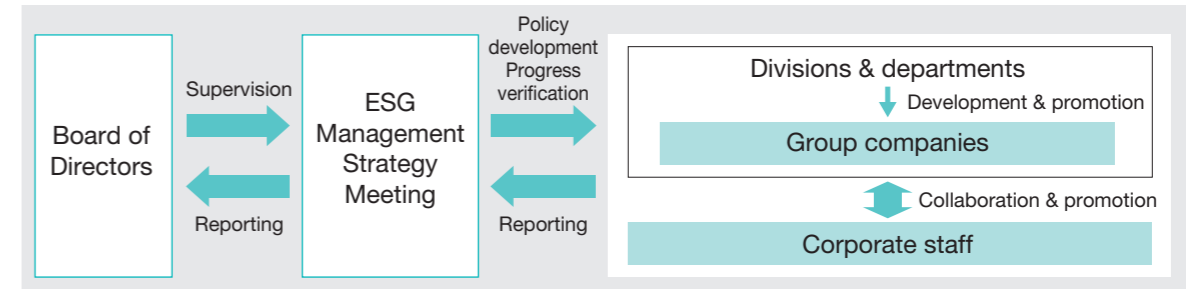 Board of
Directors
Supervision
Reporting
ESG
Management
Strategy
Meeting
Policy
development
Progress
verification
Reporting
Divisions & departments
Development & promotion
Group companies
Collaboration & promotion
Corporate staff